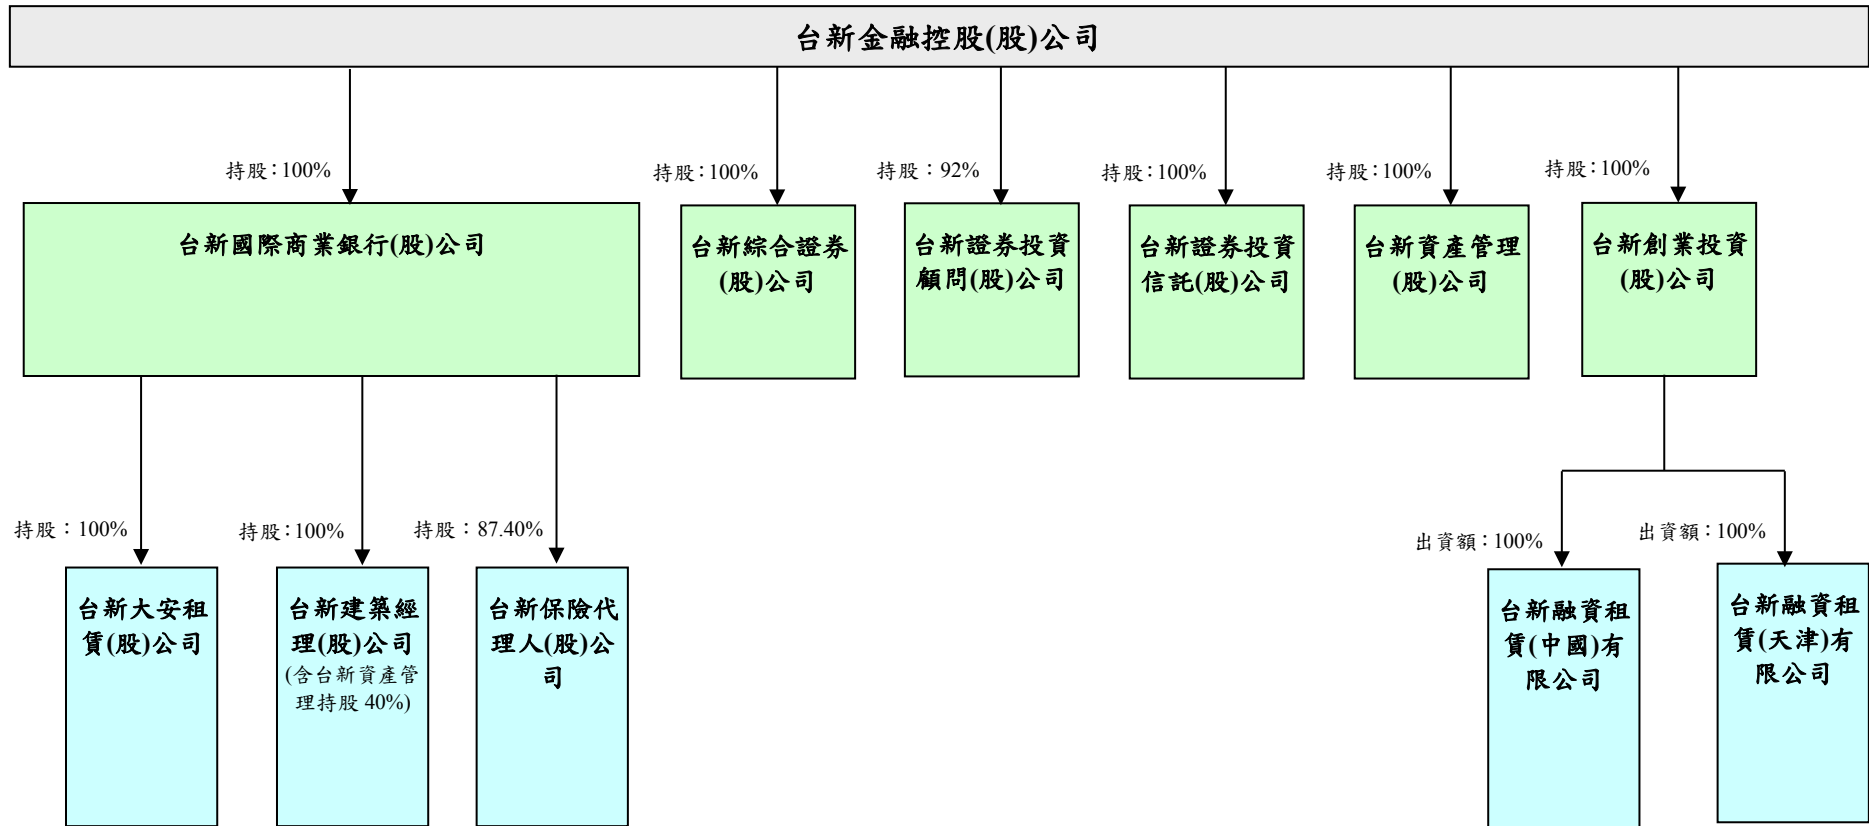 台新金融控股(股)公司
持股：100%
持股：100%
持股：92%
持股：100%
持股：100%
持股：100%
台新國際商業銀行(股)公司
台新綜合證券
(股)公司
台新證券投資
顧問(股)公司
台新證券投資
信託(股)公司
台新資產管理
(股)公司
台新創業投資
(股)公司
持股：100%
持股：100%
持股：87.40%
出資額：100%
出資額：100%
台新大安租
賃(股)公司
台新建築經
理(股)公司
(含台新資產管
理持股 40%)
台新保險代
理人(股)公
司
台新融資租
賃(中國)有
限公司
台新融資租
賃(天津)有
限公司